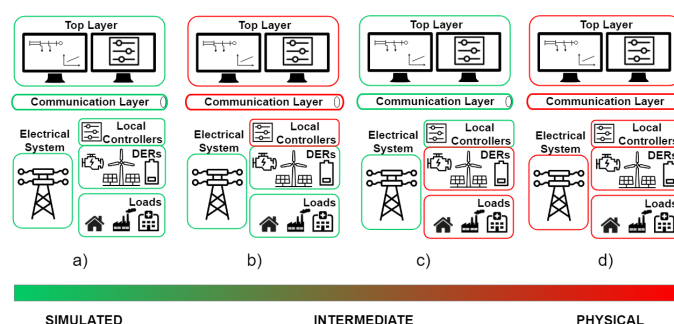 Top Layer
Communication Layer
Electrical
System
Local
Controllers
DERs
Loads
a)
Top Layer
Communication Layer
Electrical
System
Local
Controllers
DERs
Loads
b)
Top Layer
Communication Layer
Electrical
System
Local
Controllers
DERs
Loads
c)
Top Layer
Communication Layer
Electrical
System
Local
Controllers
DERs
Loads
d)
SIMULATED INTERMEDIATE PHYSICAL